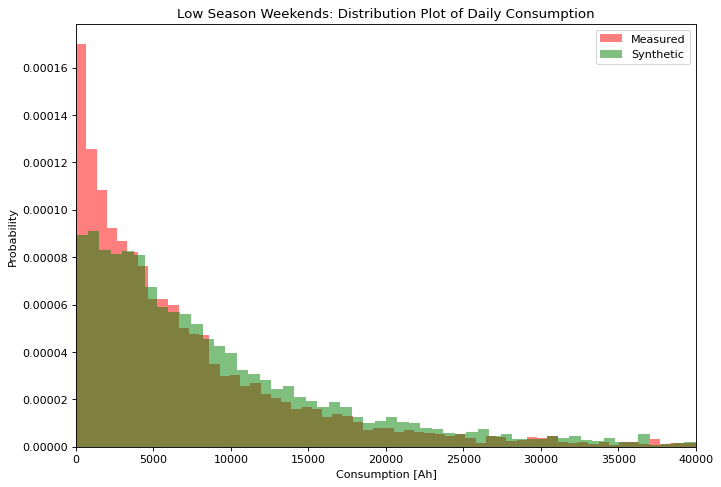 Low Season Weekends: Distribution Plot of Daily Consumption
Measured
Synthetic
Probability
0.00016
0.00014
0.00012
0.00010
0.00008
0.00006
0.00004
0.00002
0.00000
0 5000 10000 15000 20000 25000 30000 35000 40000
Consumption [Ah]